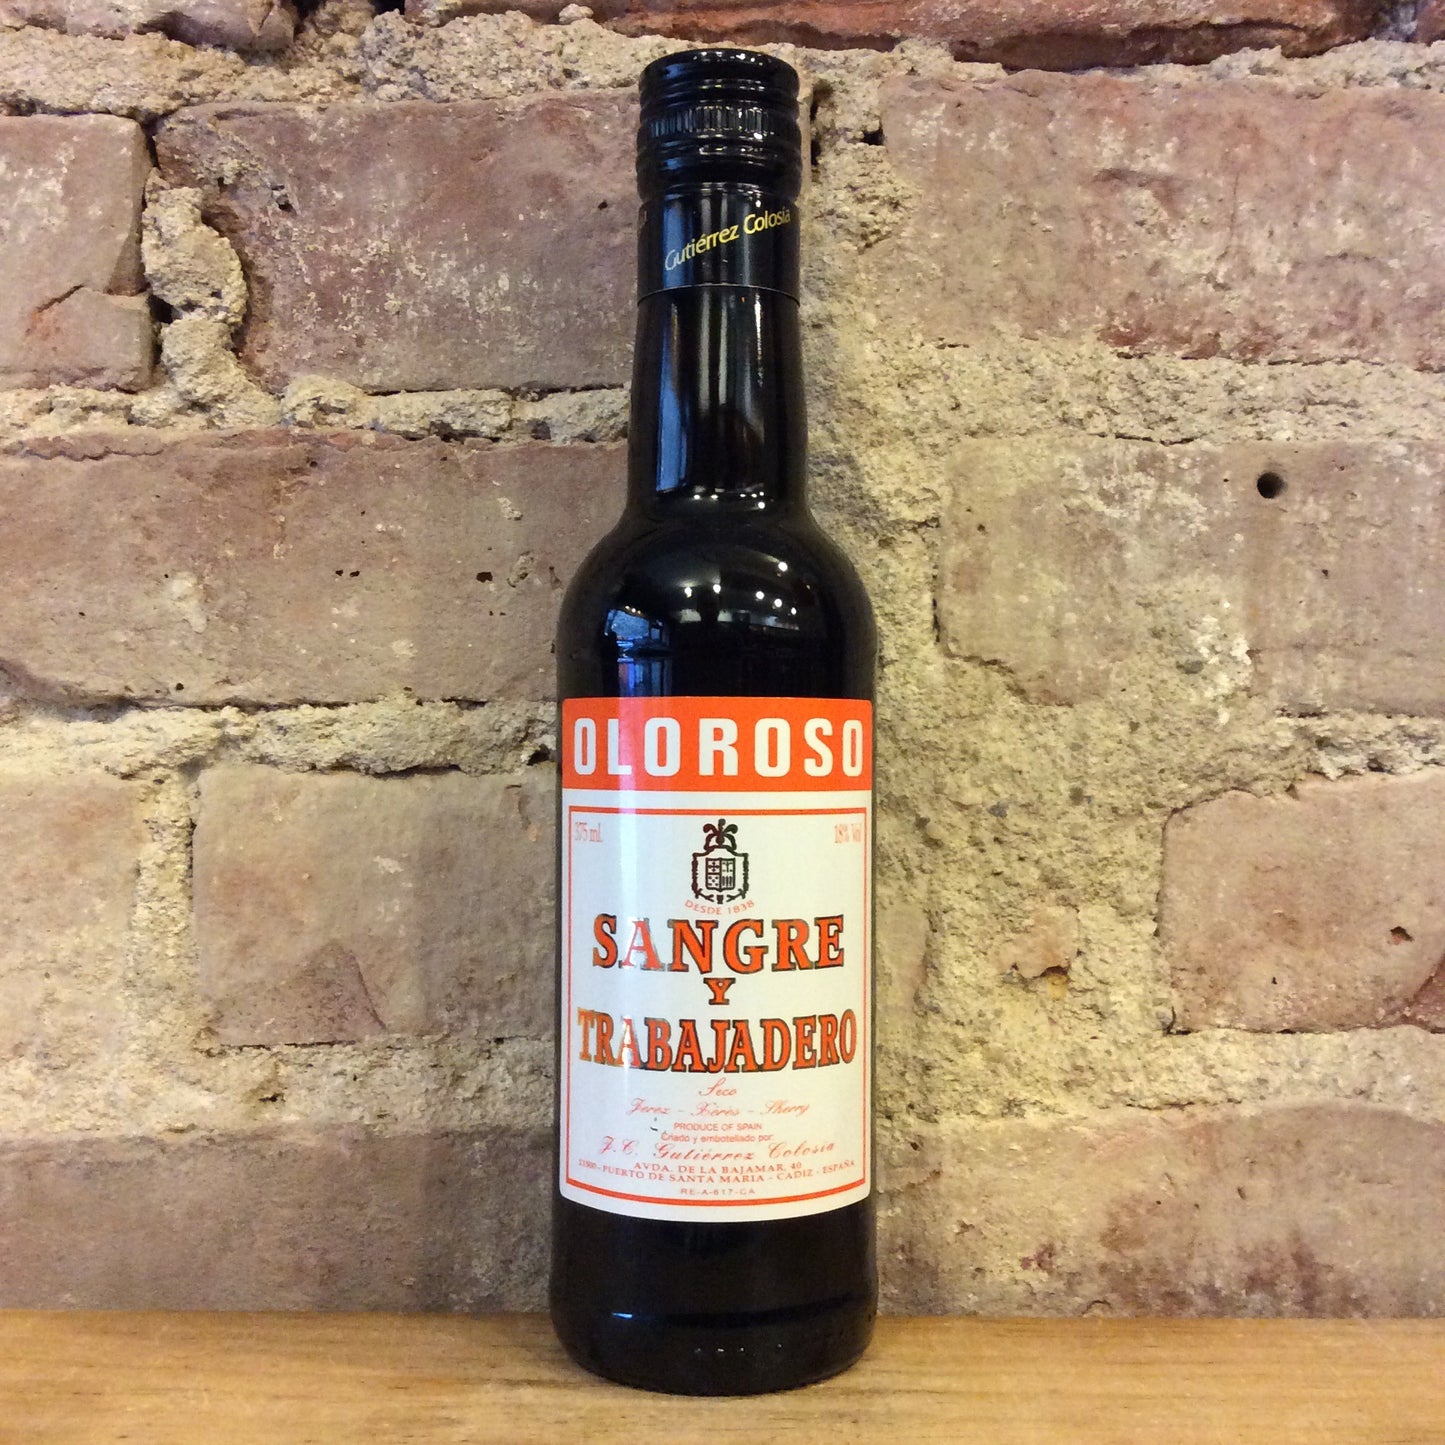 Gutiérrez Colosía
OLOROSO
375 ml. 18% Vol
DESDE 1838
SANGRE
Y
TRABAJADERO
Seco
Jerez - Xérès - Sherry
PRODUCE OF SPAIN
Criado y embotellado por:
J. C. Gutiérrez Colosía
AVDA. DE LA BAJAMAR, 40
11500 - PUERTO DE SANTA MARIA - CADIZ - ESPAÑA
RE-A-617-CA